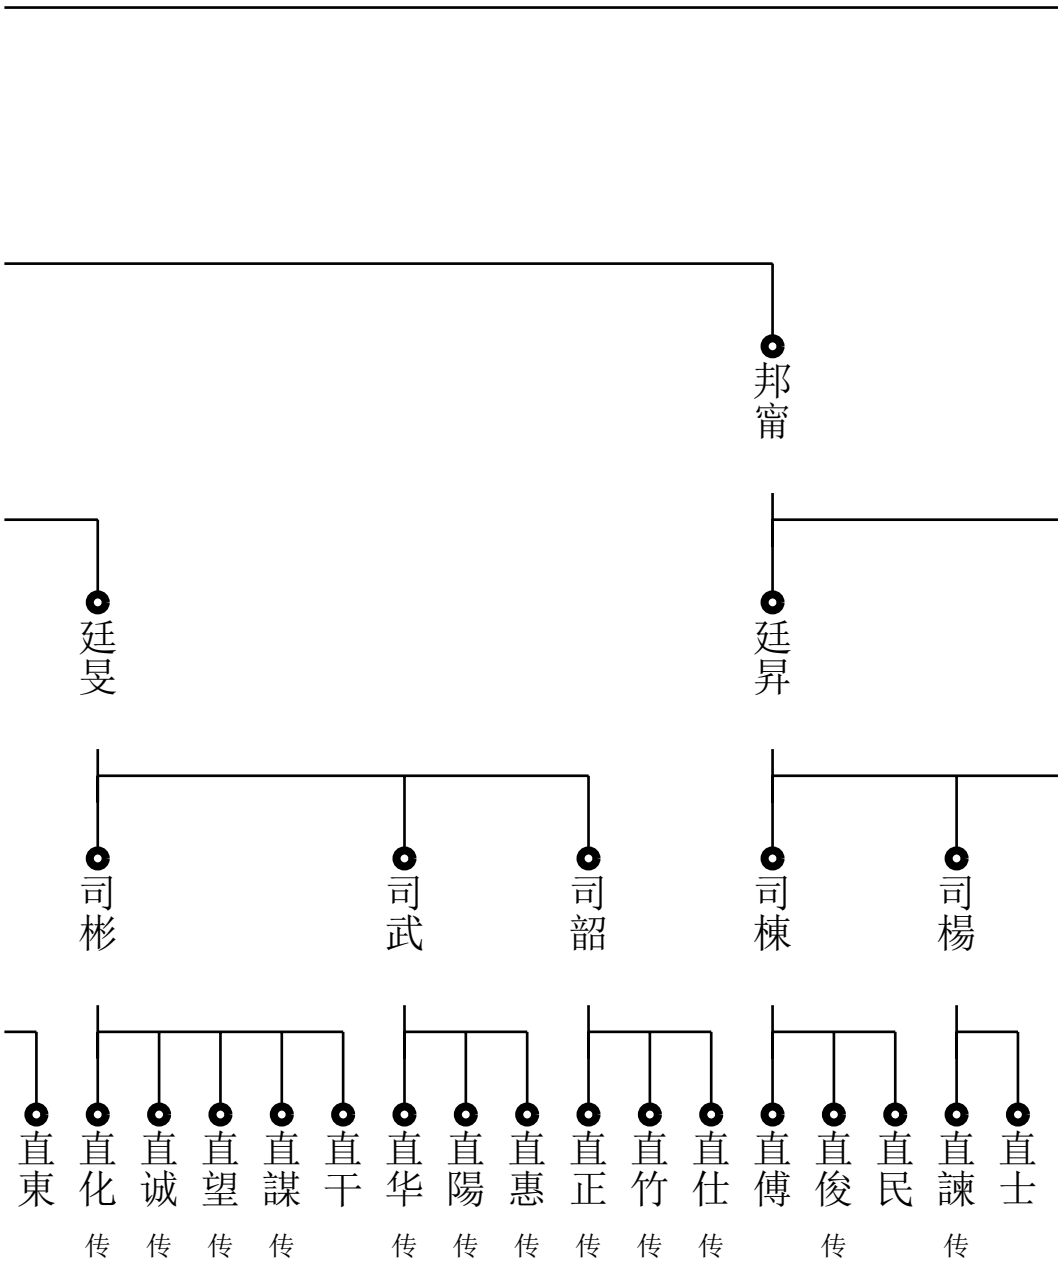 邦甯
廷旻
廷昇
司彬
司武
司韶
司棟
司楊
直東
直化
直诚
直望
直謀
直干
直华
直陽
直惠
直正
直竹
直仕
直傅
直俊
直民
直諫
直士
传
传
传
传
传
传
传
传
传
传
传
传